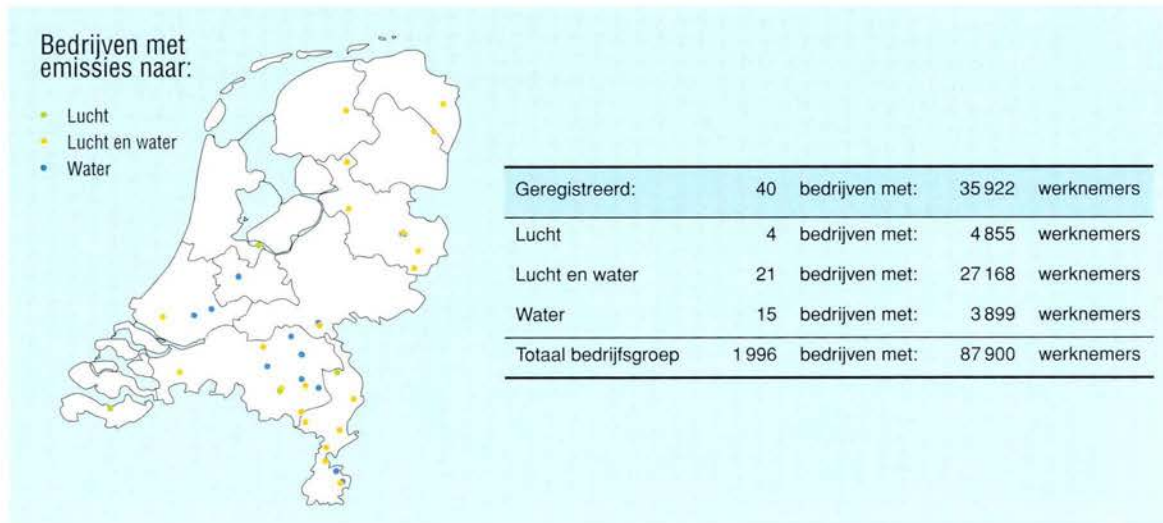 Bedrijven met
emissies naar:
Lucht
Lucht en water
Water
Geregistreerd: 40 bedrijven met: 35 922 werknemers
Lucht 4 bedrijven met: 4 855 werknemers
Lucht en water 21 bedrijven met: 27 168 werknemers
Water 15 bedrijven met: 3 899 werknemers
Totaal bedrijfsgroep 1 996 bedrijven met: 87 900 werknemers